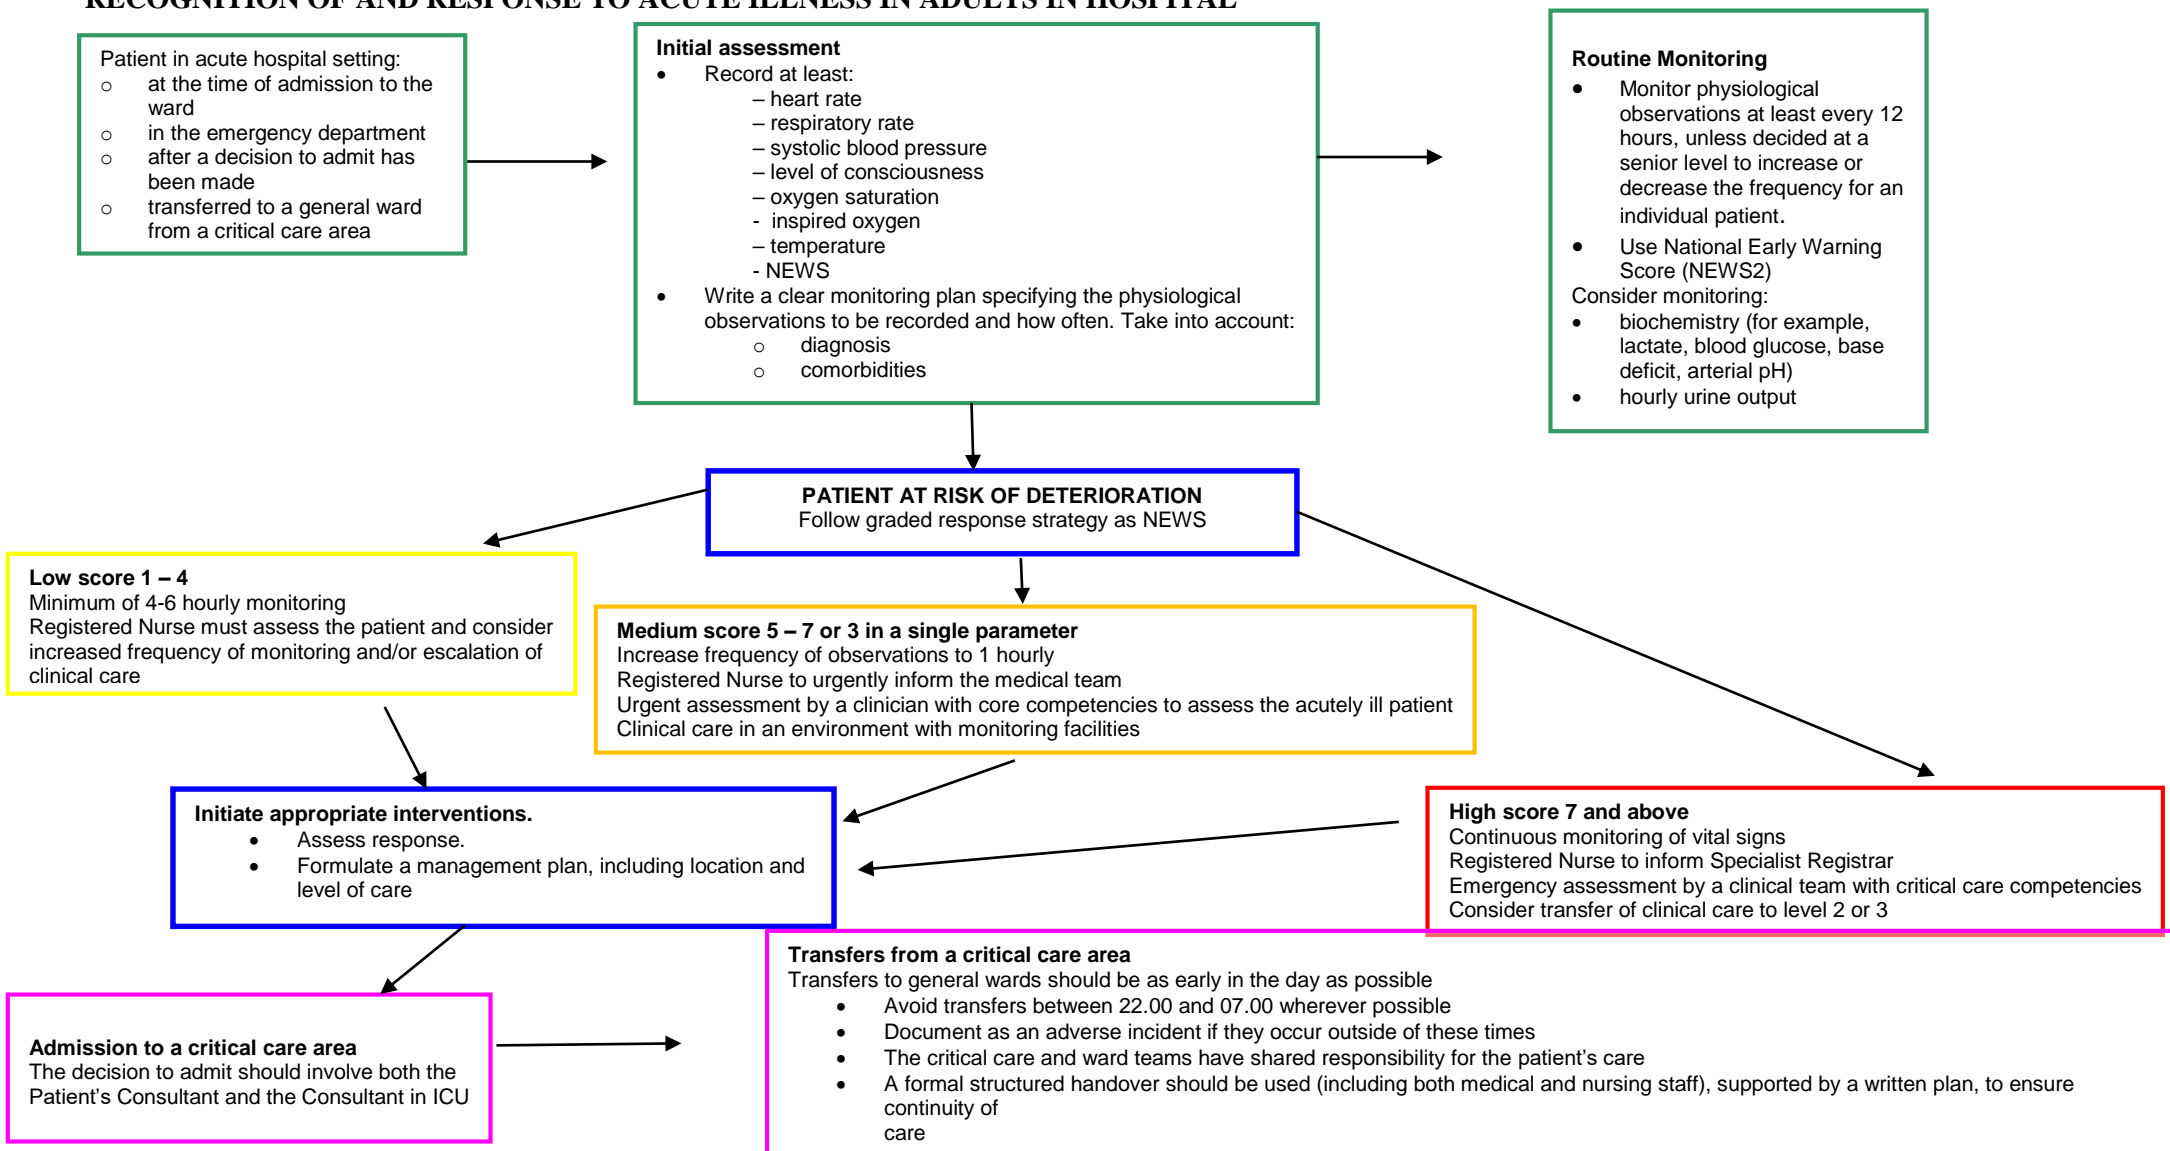 RECOGNITION OF AND RESPONSE TO ACUTE ILLNESS IN ADULTS IN HOSPITAL
Patient in acute hospital setting:
o at the time of admission to the
ward
o in the emergency department
o after a decision to admit has
been made
o transferred to a general ward
from a critical care area
Initial assessment
• Record at least:
– heart rate
– respiratory rate
– systolic blood pressure
– level of consciousness
– oxygen saturation
- inspired oxygen
– temperature
- NEWS
• Write a clear monitoring plan specifying the physiological
observations to be recorded and how often. Take into account:
o diagnosis
o comorbidities
Routine Monitoring
• Monitor physiological
observations at least every 12
hours, unless decided at a
senior level to increase or
decrease the frequency for an
individual patient.
• Use National Early Warning
Score (NEWS2)
Consider monitoring:
• biochemistry (for example,
lactate, blood glucose, base
deficit, arterial pH)
• hourly urine output
PATIENT AT RISK OF DETERIORATION
Follow graded response strategy as NEWS
Low score 1 – 4
Minimum of 4-6 hourly monitoring
Registered Nurse must assess the patient and consider
increased frequency of monitoring and/or escalation of
clinical care
Medium score 5 – 7 or 3 in a single parameter
Increase frequency of observations to 1 hourly
Registered Nurse to urgently inform the medical team
Urgent assessment by a clinician with core competencies to assess the acutely ill patient
Clinical care in an environment with monitoring facilities
Initiate appropriate interventions.
• Assess response.
• Formulate a management plan, including location and
level of care
High score 7 and above
Continuous monitoring of vital signs
Registered Nurse to inform Specialist Registrar
Emergency assessment by a clinical team with critical care competencies
Consider transfer of clinical care to level 2 or 3
Admission to a critical care area
The decision to admit should involve both the
Patient’s Consultant and the Consultant in ICU
Transfers from a critical care area
Transfers to general wards should be as early in the day as possible
• Avoid transfers between 22.00 and 07.00 wherever possible
• Document as an adverse incident if they occur outside of these times
• The critical care and ward teams have shared responsibility for the patient’s care
• A formal structured handover should be used (including both medical and nursing staff), supported by a written plan, to ensure
continuity of
care